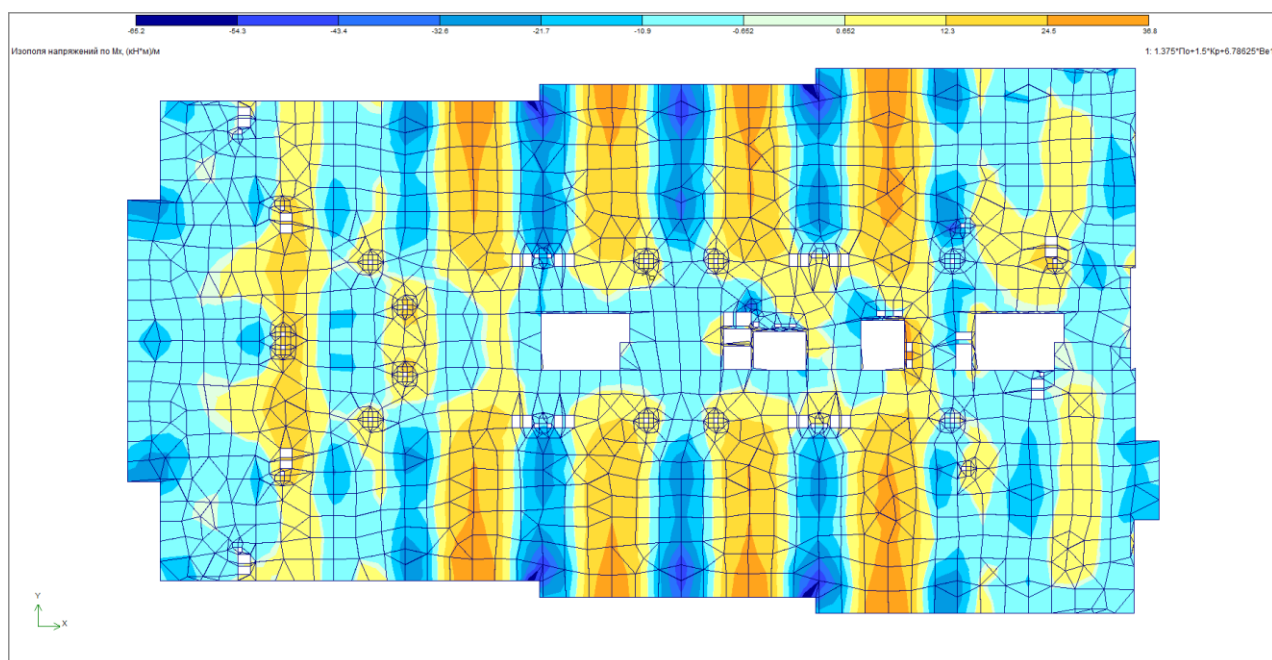 -65.2 -54.3 -43.4 -32.6 -21.7 -10.9 -0.652 0.652 12.3 24.5 36.8
Изополя напряжений по Mx, (кН*м)/м 1: 1.375*По+1.5*Кр+6.78625*Ве*
Y
X